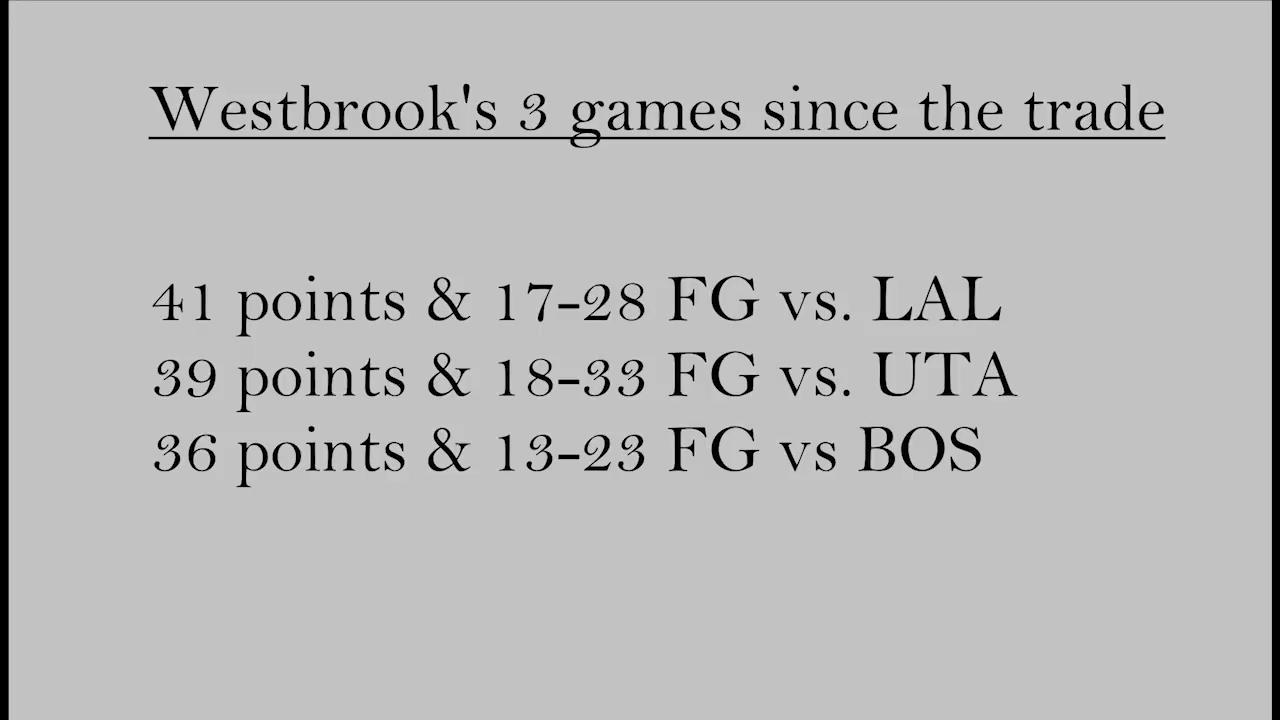 Westbrook's 3 games since the trade
41 points & 17-28 FG vs. LAL
39 points & 18-33 FG vs. UTA
36 points & 13-23 FG vs BOS